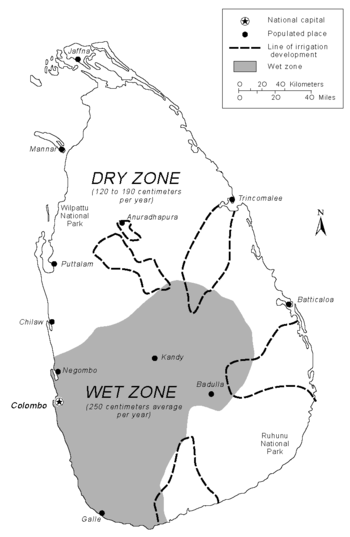 National capital
Populated place
Line of irrigation
development
Wet zone
0 20 40 Kilometers
0 20 40 Miles
Jaffna
Mannar
DRY ZONE
(120 to 190 centimeters
per year)
Trincomalee
Wilpattu
National
Park
Anuradhapura
N
Puttalam
Batticaloa
Chilaw
Kandy
Negombo
WET ZONE
(250 centimeters average
per year)
Badulla
Colombo
Ruhunu
National
Park
Galle